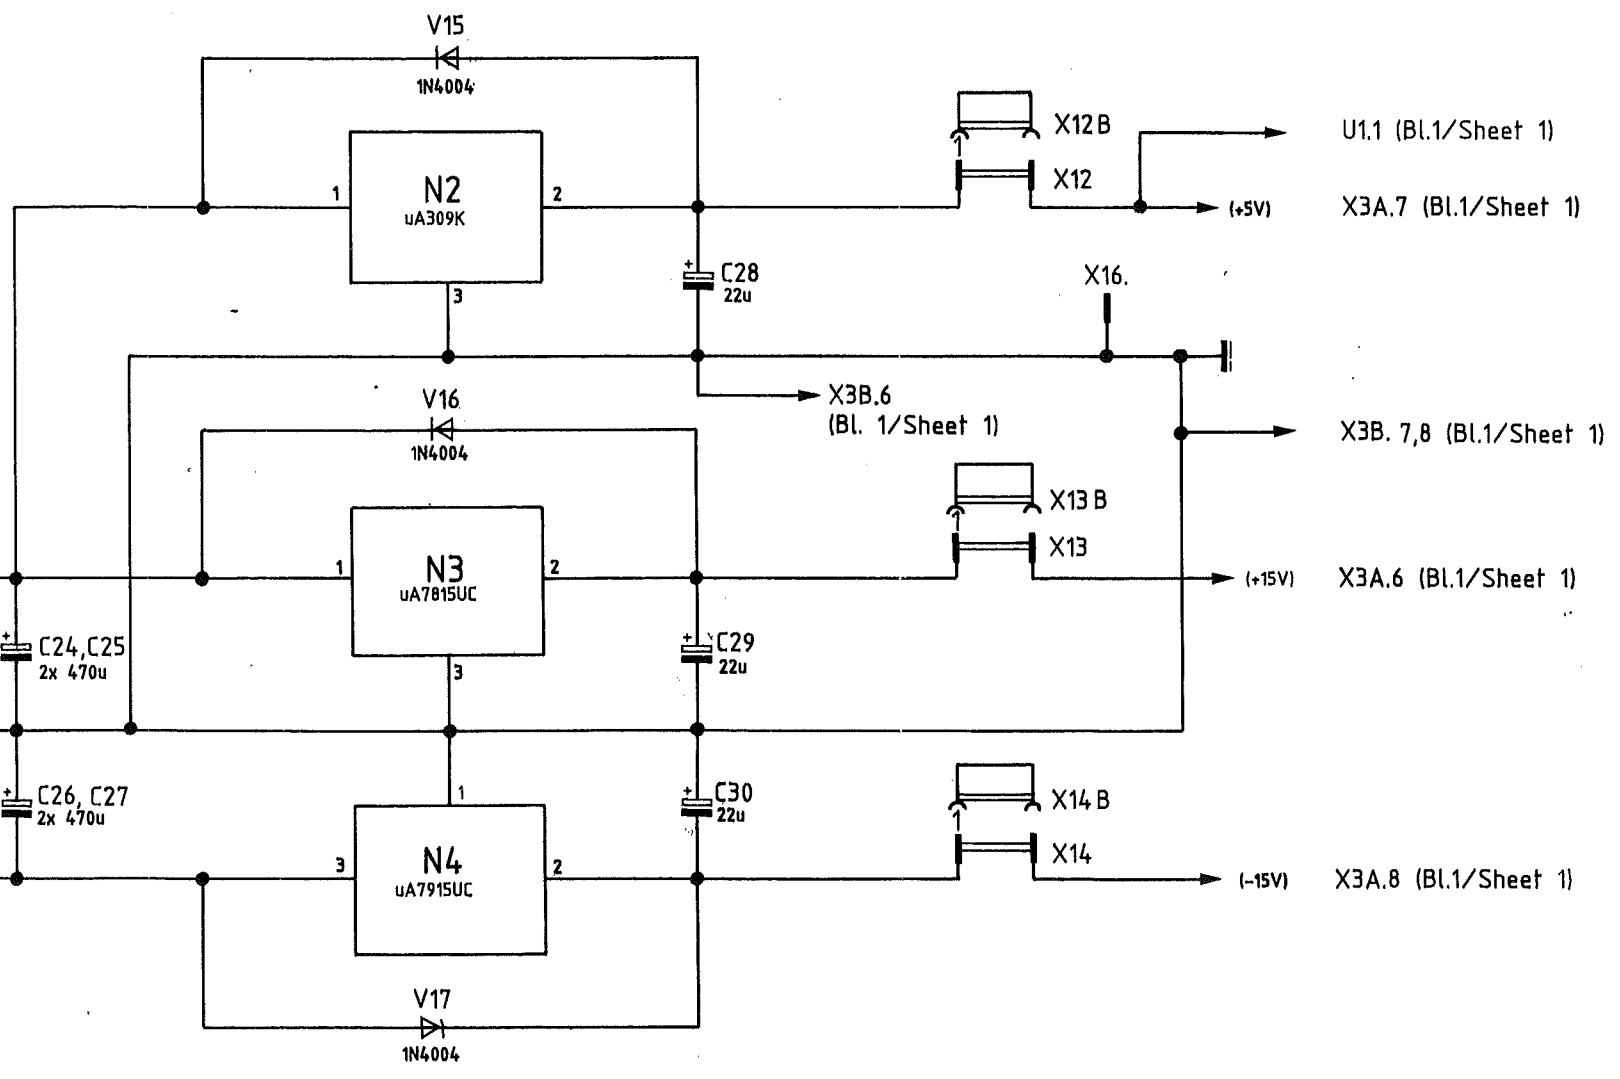 V15
1N4004
X12B
U1.1 (Bl.1/Sheet 1)
1
N2
2
X12
uA309K
(+5V)
X3A.7 (Bl.1/Sheet 1)
3
+
C28
22u
X16.
X3B.6
(Bl. 1/Sheet 1)
V16
1N4004
X3B. 7,8 (Bl.1/Sheet 1)
X13B
1
N3
2
X13
uA7815UC
(+15V)
X3A.6 (Bl.1/Sheet 1)
+
C24,C25
2x 470u
3
+
C29
22u
+
C26, C27
2x 470u
1
+
C30
22u
X14B
3
N4
2
X14
uA7915UC
(-15V)
X3A.8 (Bl.1/Sheet 1)
V17
1N4004